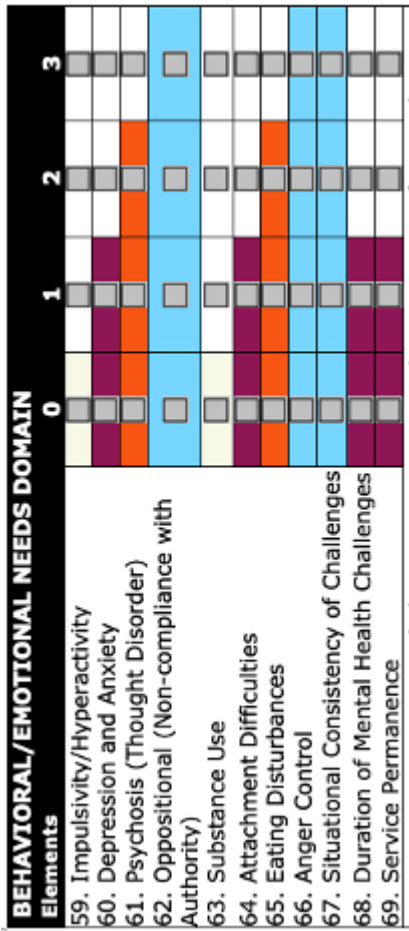 BEHAVIORAL/EMOTIONAL NEEDS DOMAIN
Elements 0 1 2 3
59. Impulsivity/Hyperactivity
60. Depression and Anxiety
61. Psychosis (Thought Disorder)
62. Oppositional (Non-compliance with
Authority)
63. Substance Use
64. Attachment Difficulties
65. Eating Disturbances
66. Anger Control
67. Situational Consistency of Challenges
68. Duration of Mental Health Challenges
69. Service Permanence